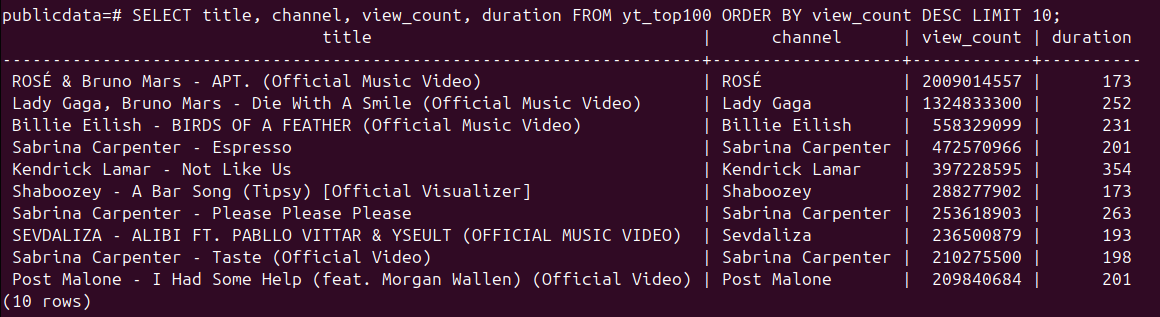 publicdata=# SELECT title, channel, view_count, duration FROM yt_top100 ORDER BY view_count DESC LIMIT 10;
                                title                                 |     channel      | view_count | duration
----------------------------------------------------------------------+------------------+------------+----------
 ROSÉ & Bruno Mars - APT. (Official Music Video)                      | ROSÉ             | 2009014557 |      173
 Lady Gaga, Bruno Mars - Die With A Smile (Official Music Video)      | Lady Gaga        | 1324833300 |      252
 Billie Eilish - BIRDS OF A FEATHER (Official Music Video)            | Billie Eilish    |  558329099 |      231
 Sabrina Carpenter - Espresso                                         | Sabrina Carpenter |  472570966 |      201
 Kendrick Lamar - Not Like Us                                         | Kendrick Lamar   |  397228595 |      354
 Shaboozey - A Bar Song (Tipsy) [Official Visualizer]                 | Shaboozey        |  288277902 |      173
 Sabrina Carpenter - Please Please Please                             | Sabrina Carpenter |  253618903 |      263
 SEVDALIZA - ALIBI FT. PABLLO VITTAR & YSEULT (OFFICIAL MUSIC VIDEO)  | Sevdaliza        |  236500879 |      193
 Sabrina Carpenter - Taste (Official Video)                           | Sabrina Carpenter |  210275500 |      198
 Post Malone - I Had Some Help (feat. Morgan Wallen) (Official Video) | Post Malone      |  209840684 |      201
(10 rows)